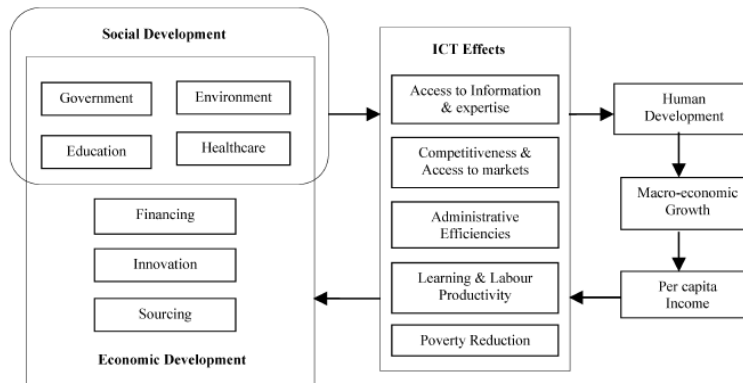 Social Development
Government
Environment
Education
Healthcare
Financing
Innovation
Sourcing
Economic Development
ICT Effects
Access to Information
& expertise
Competitiveness &
Access to markets
Administrative
Efficiencies
Learning & Labour
Productivity
Poverty Reduction
Human
Development
Macro-economic
Growth
Per capita
Income